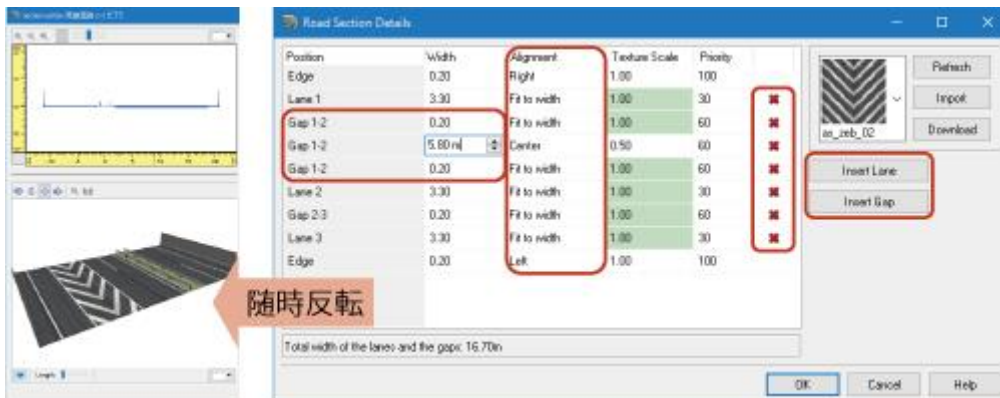 Road Section Details
Position Width Alignment Texture Scale Priority
Edge 0.20 Right 1.00 100
Lane 1 3.30 Fit to width 1.00 30
Gap 1-2 0.20 Fit to width 1.00 60
Gap 1-2 5.80 m Center 0.50 60
Gap 1-2 0.20 Fit to width 1.00 60
Lane 2 3.30 Fit to width 1.00 30
Gap 2-3 0.20 Fit to width 1.00 60
Lane 3 3.30 Fit to width 1.00 30
Edge 0.20 Left 1.00 100
Total width of the lanes and the gaps: 16.70m
as_zeb_02
Refresh
Import
Download
Insert Lane
Insert Gap
OK Cancel Help
随時反転
Length